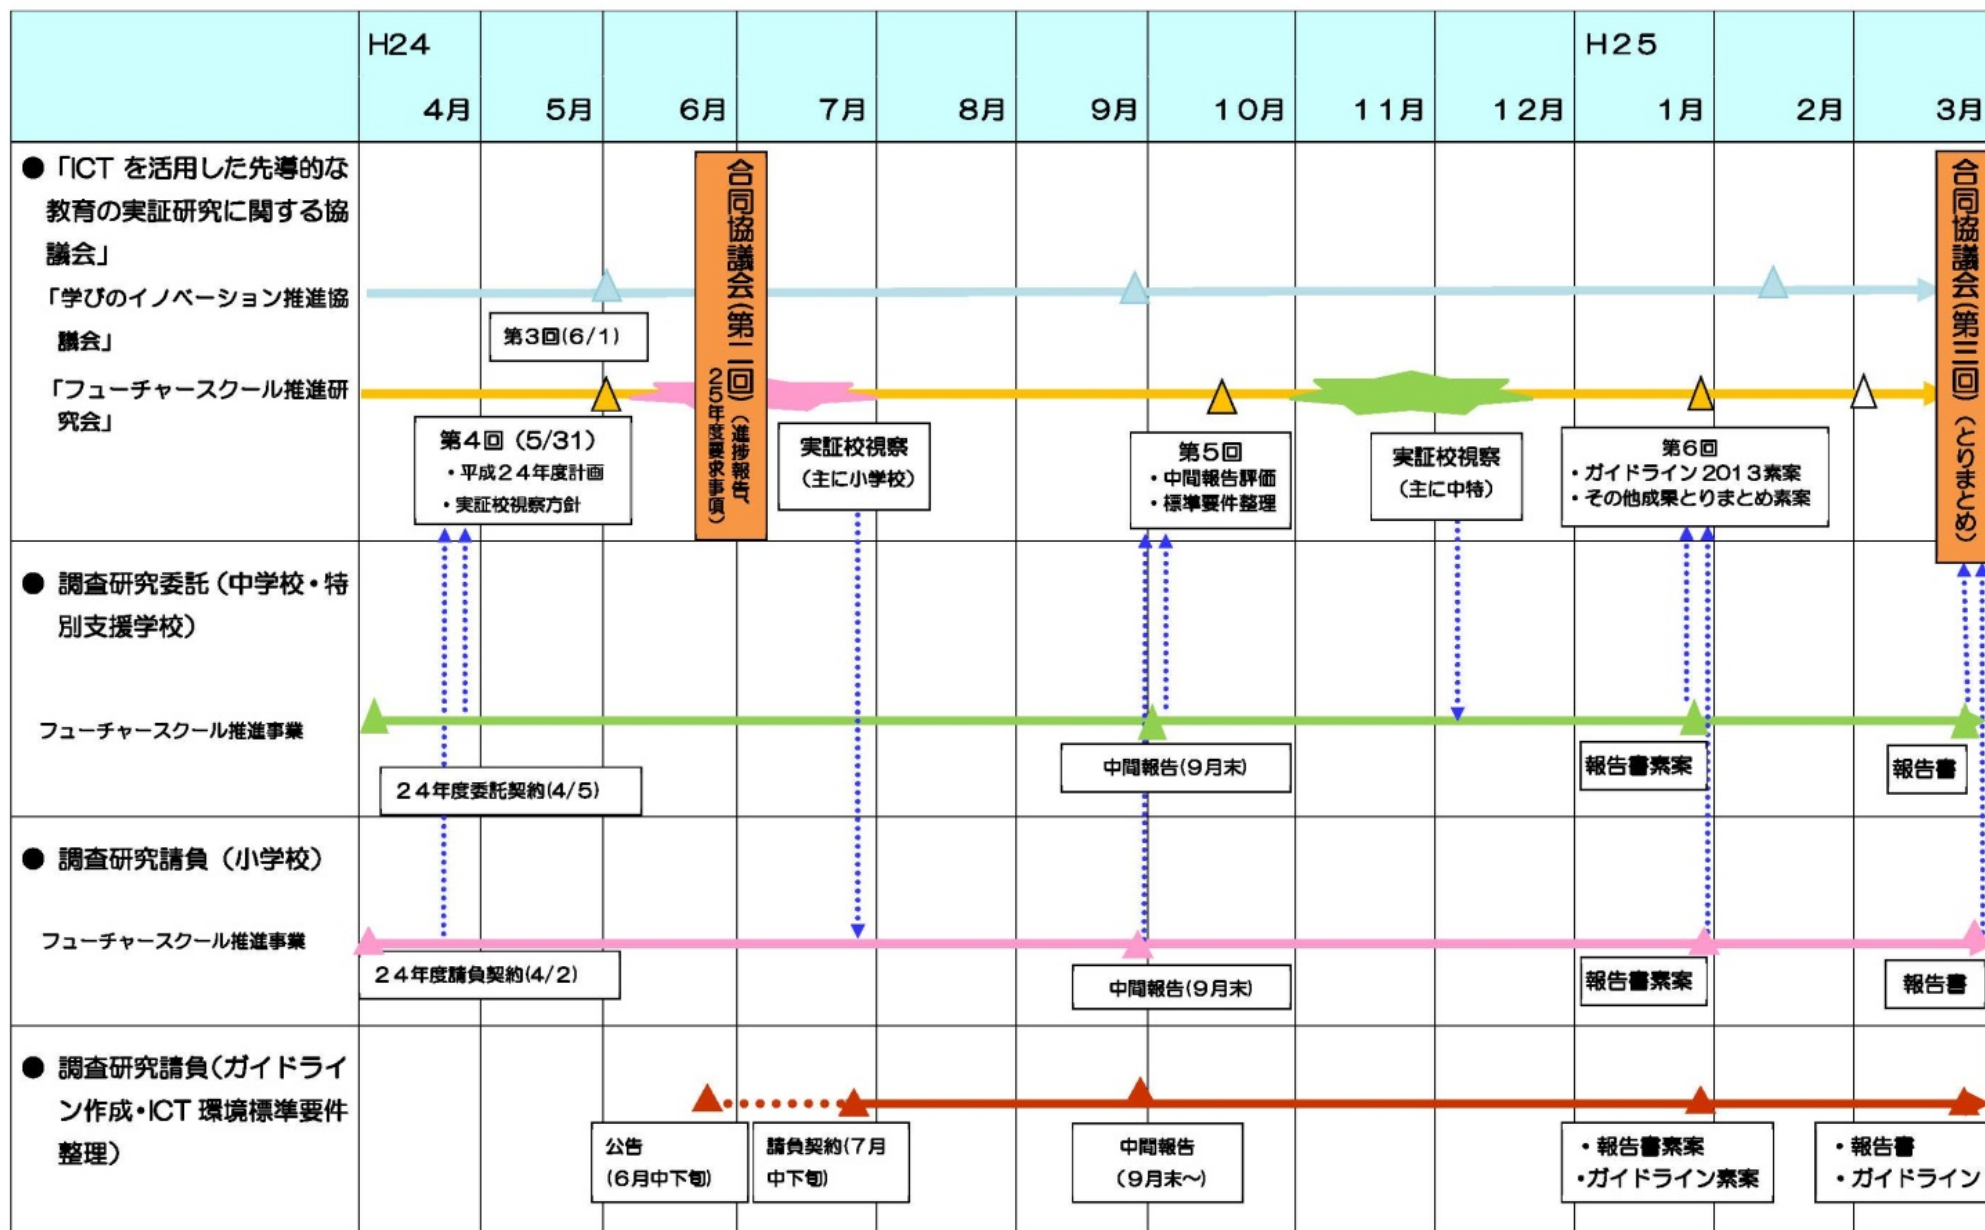 H24
H25
4月
5月
6月
7月
8月
9月
10月
11月
12月
1月
2月
3月
●「ICTを活用した先導的な
教育の実証研究に関する協
議会」
「学びのイノベーション推進協
議会」
「フューチャースクール推進研
究会」
第3回(6/1)
合同協議会(第二回)(進捗報告、
25年度要求事項)
合同協議会(第三回)(とりまとめ)
第4回(5/31)
・平成24年度計画
・実証校視察方針
実証校視察
(主に小学校)
第5回
・中間報告評価
・標準要件整理
実証校視察
(主に中特)
第6回
・ガイドライン2013素案
・その他成果とりまとめ素案
● 調査研究委託(中学校・特
別支援学校)
フューチャースクール推進事業
24年度委託契約(4/5)
中間報告(9月末)
報告書素案
報告書
● 調査研究請負(小学校)
フューチャースクール推進事業
24年度請負契約(4/2)
中間報告(9月末)
報告書素案
報告書
● 調査研究請負(ガイドライ
ン作成・ICT環境標準要件
整理)
公告
(6月中下旬)
請負契約(7月
中下旬)
中間報告
(9月末〜)
・報告書素案
・ガイドライン素案
・報告書
・ガイドライン